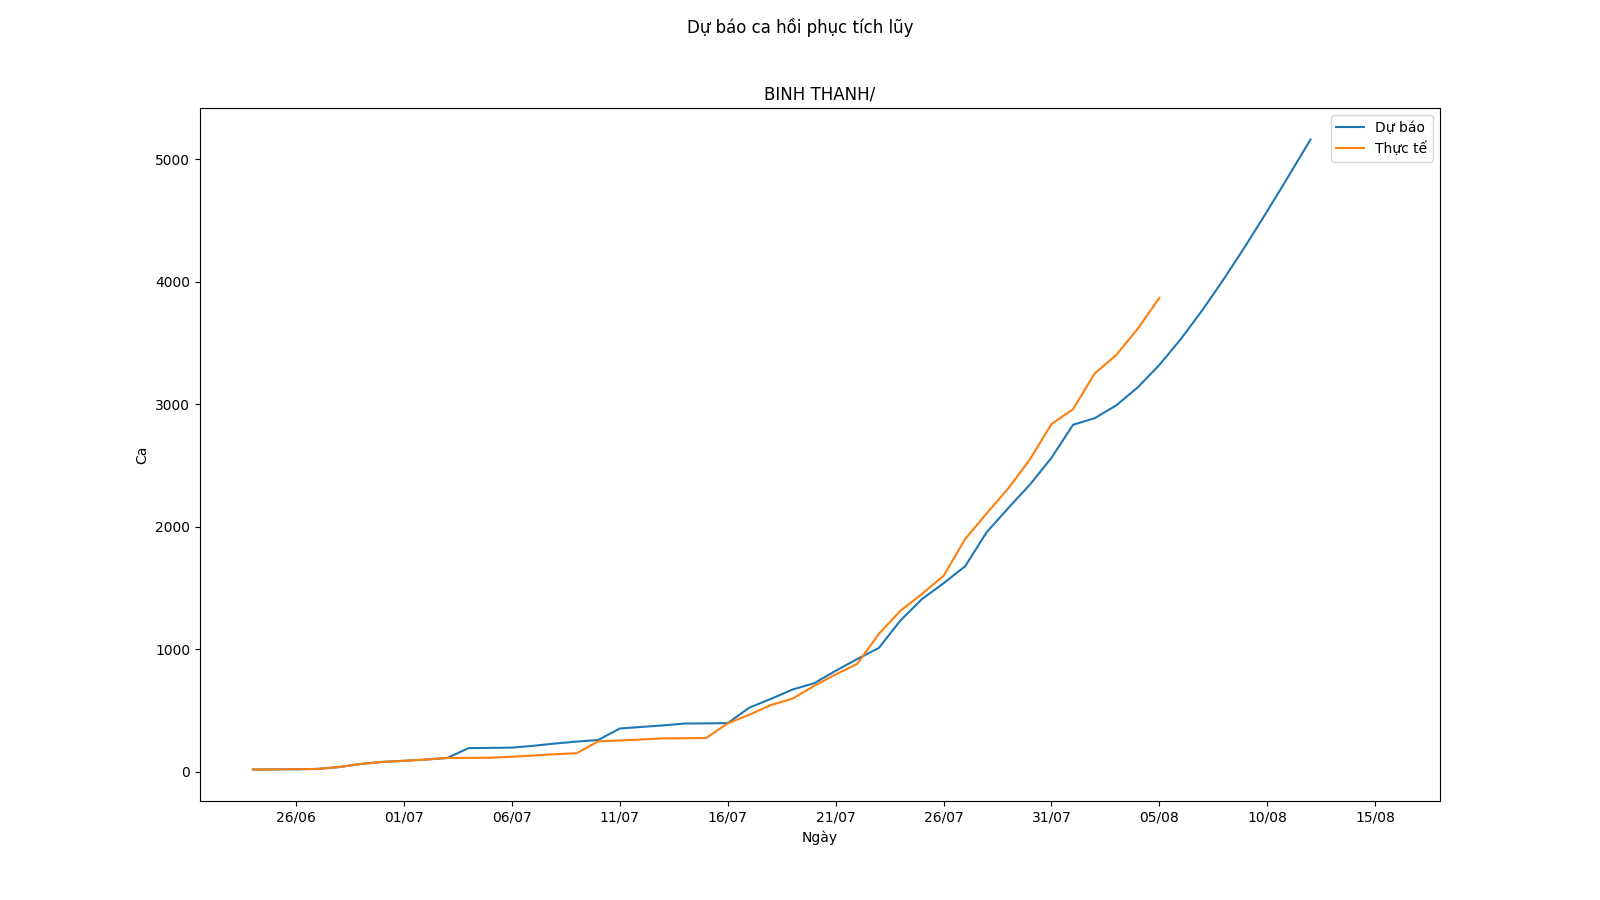 Dự báo ca hồi phục tích lũy
BINH THANH/
Dự báo
Thực tế
5000
4000
3000
2000
1000
0
Ca
26/06 01/07 06/07 11/07 16/07 21/07 26/07 31/07 05/08 10/08 15/08
Ngày